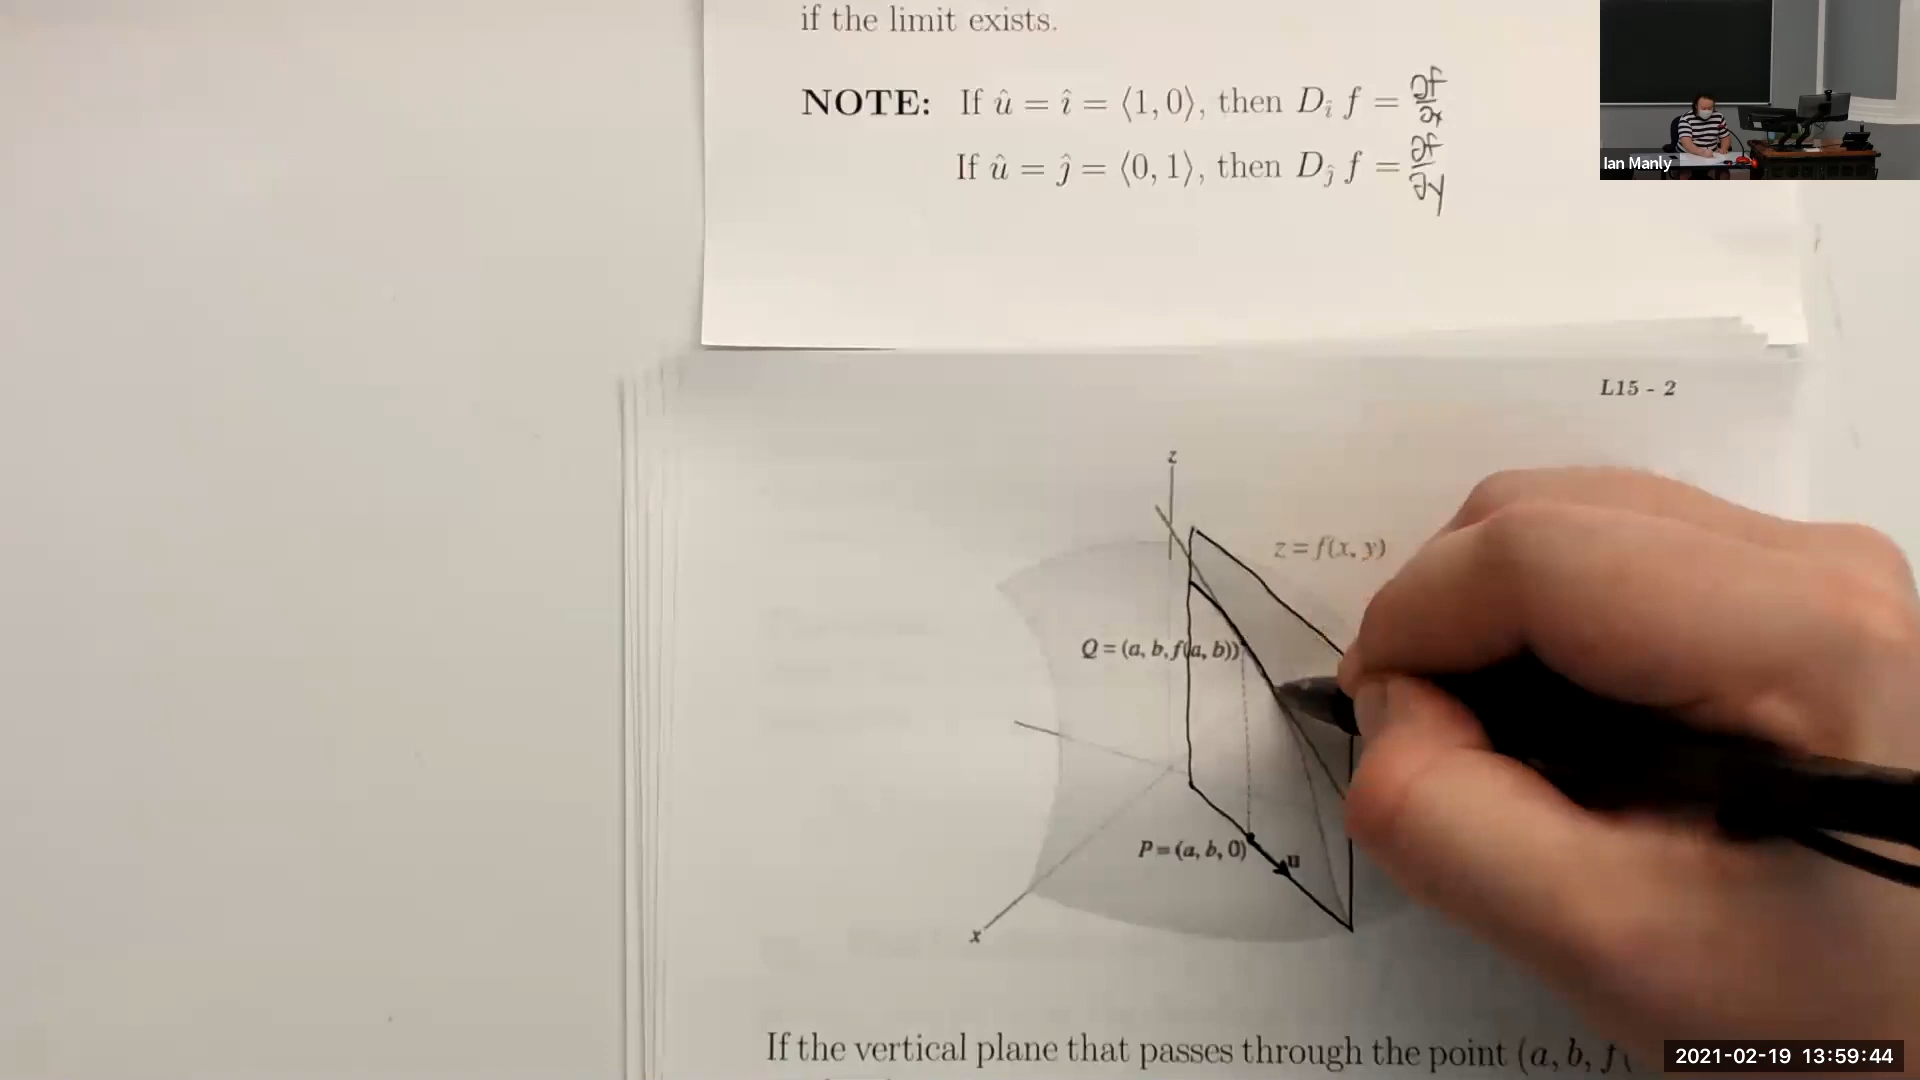 if the limit exists.
NOTE: If û = î = ⟨1, 0⟩, then D_î f = ∂f/∂x
If û = ĵ = ⟨0, 1⟩, then D_ĵ f = ∂f/∂y
Ian Manly
L15 - 2
z
z = f(x, y)
Q = (a, b, f(a, b))
P = (a, b, 0)
u
x
If the vertical plane that passes through the point (a, b, f(
2021-02-19 13:59:44